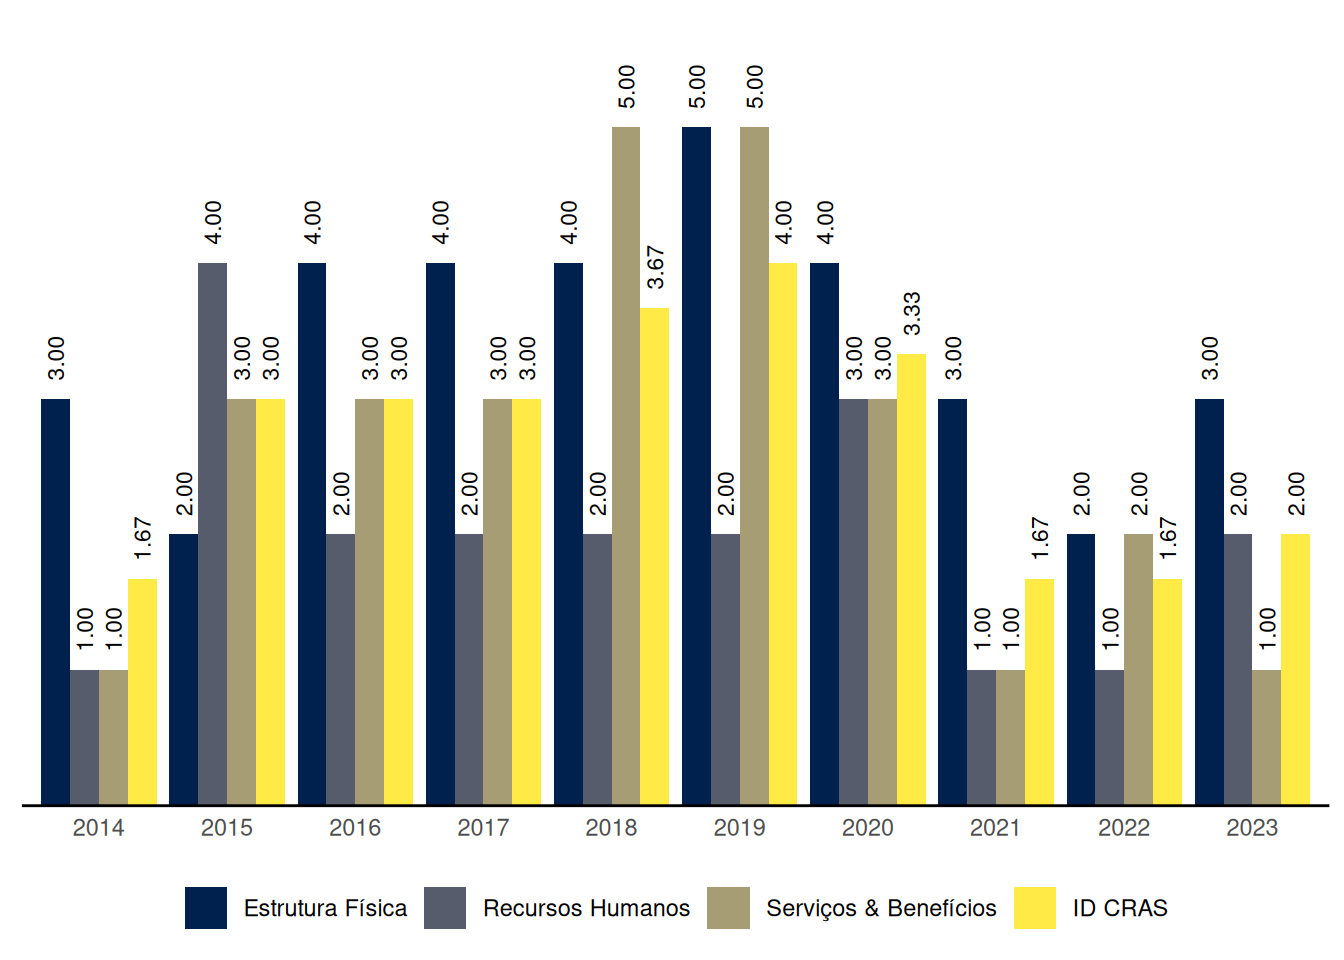 5.00 5.00 5.00
4.00 4.00 4.00 4.00 4.00 4.00
3.67
3.33
3.00 3.00 3.00 3.00 3.00 3.00 3.00 3.00 3.00 3.00 3.00
2.00 2.00 2.00 2.00 2.00 2.00 2.00 2.00 2.00
1.67 1.67 1.67
1.00 1.00 1.00 1.00 1.00 1.00
2014 2015 2016 2017 2018 2019 2020 2021 2022 2023
Estrutura Física Recursos Humanos Serviços & Benefícios ID CRAS